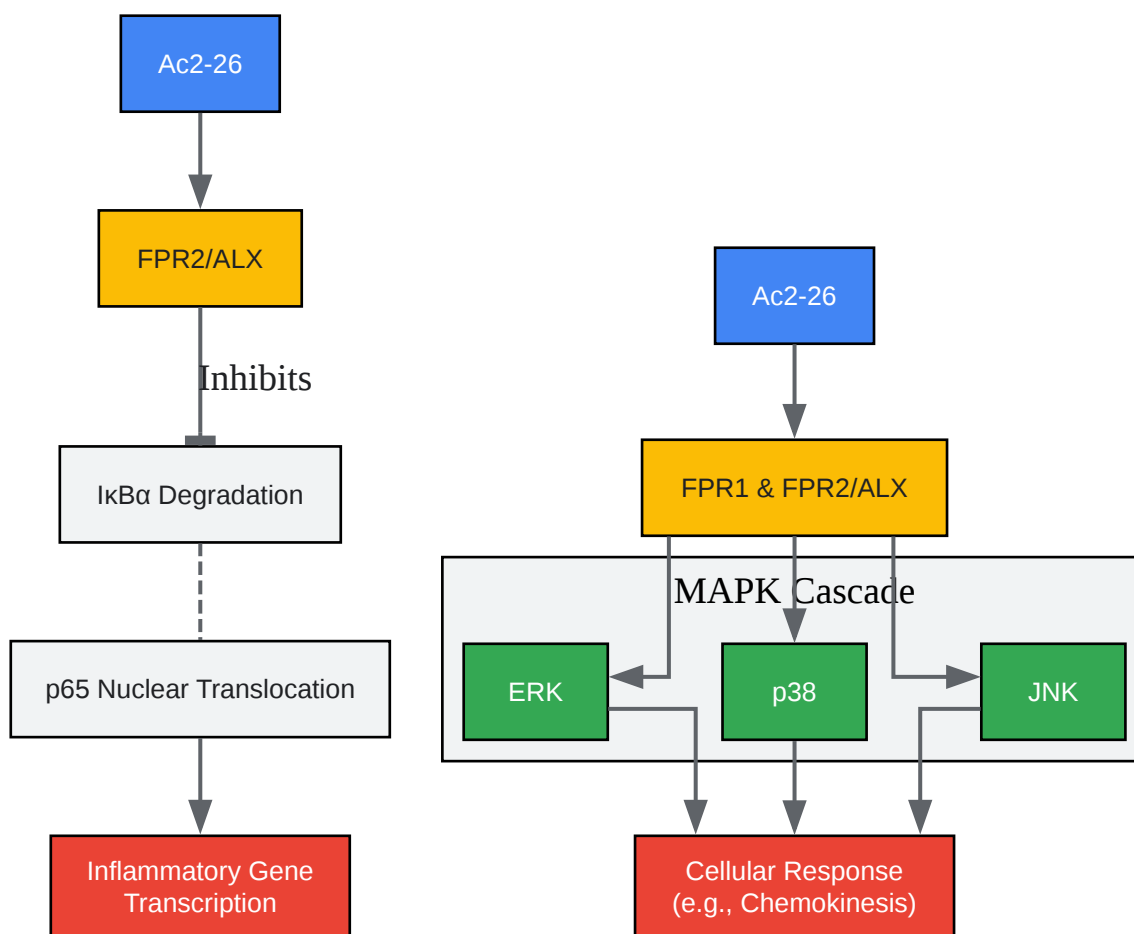 Ac2-26
FPR2/ALX
Inhibits
IκBα Degradation
p65 Nuclear Translocation
Inflammatory Gene
Transcription
Ac2-26
FPR1 & FPR2/ALX
MAPK Cascade
ERK
p38
JNK
Cellular Response
(e.g., Chemokinesis)